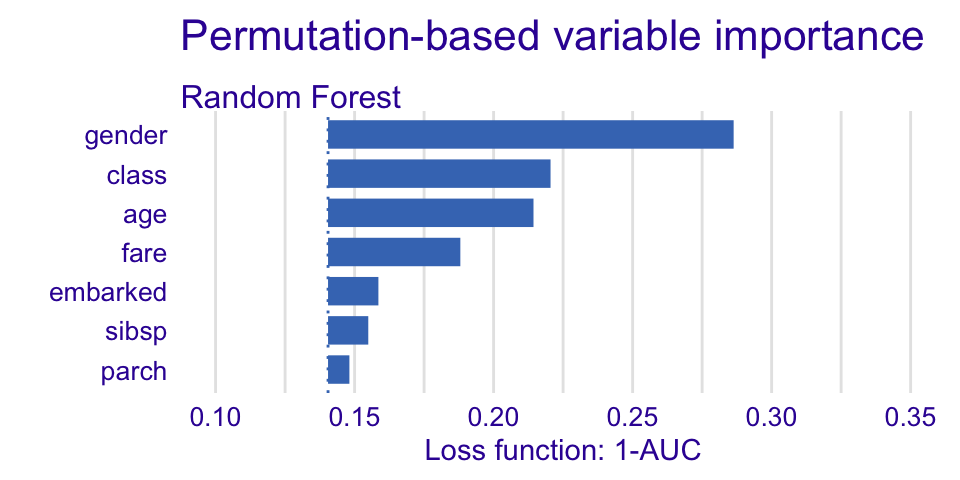 Permutation-based variable importance
Random Forest
gender
class
age
fare
embarked
sibsp
parch
0.10 0.15 0.20 0.25 0.30 0.35
Loss function: 1-AUC